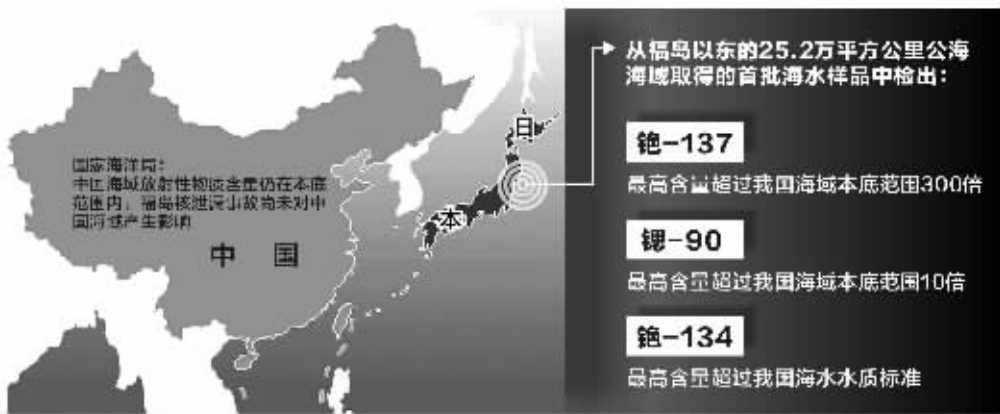 国家海洋局：
中国海域放射性物质含量仍在本底
范围内，福岛核泄漏事故尚未对中
国海域产生影响
中 国
日
本
从福岛以东的25.2万平方公里公海
海域取得的首批海水样品中检出：
铯-137
最高含量超过我国海域本底范围300倍
锶-90
最高含量超过我国海域本底范围10倍
铯-134
最高含量超过我国海水水质标准